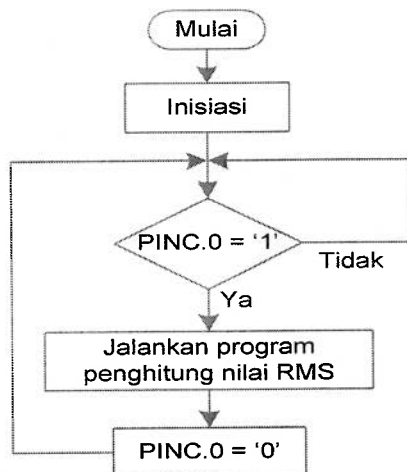 Mulai
Inisiasi
PINC.0 = '1'
Tidak
Ya
Jalankan program
penghitung nilai RMS
PINC.0 = '0'